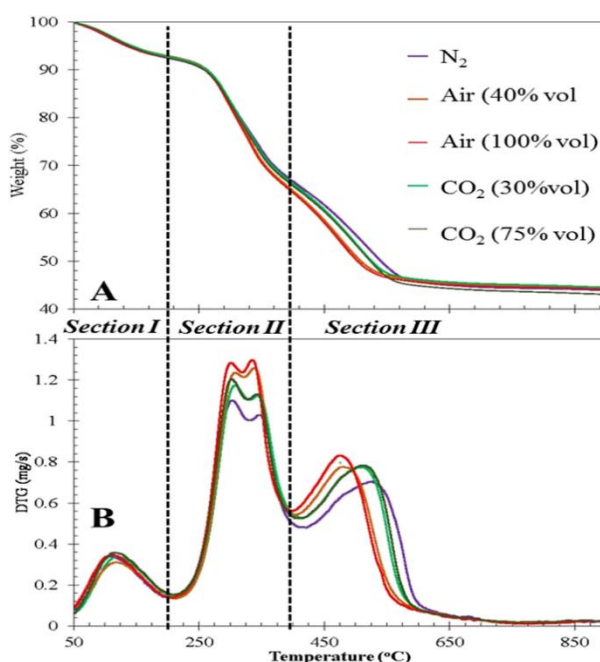 100
90
80
70
60
50
40
Weight (%)
N₂
Air (40% vol
Air (100% vol)
CO₂ (30%vol)
CO₂ (75% vol)
A
Section I
Section II
Section III
1.4
1.2
1
0.8
0.6
0.4
0.2
0
DTG (mg/s)
B
50
250
450
650
850
Temperature (°C)